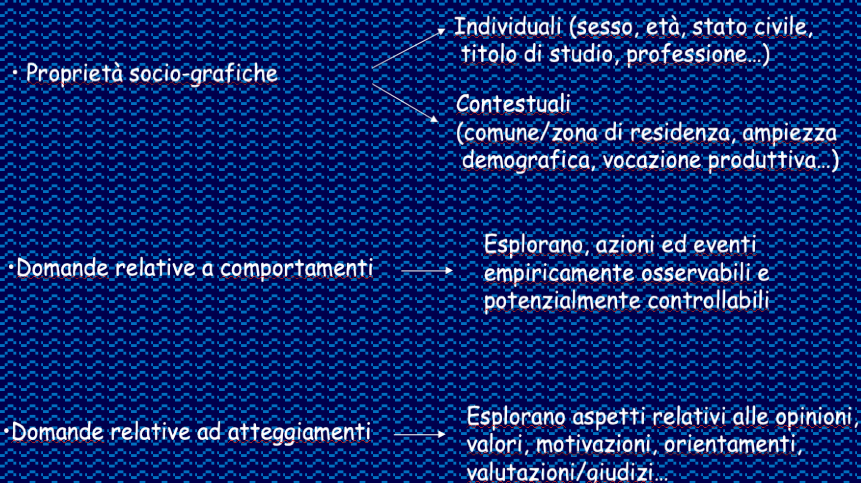 • Proprietà socio-grafiche
Individuali (sesso, età, stato civile,
titolo di studio, professione…)
Contestuali
(comune/zona di residenza, ampiezza
demografica, vocazione produttiva…)
•Domande relative a comportamenti
Esplorano, azioni ed eventi
empiricamente osservabili e
potenzialmente controllabili
•Domande relative ad atteggiamenti
Esplorano aspetti relativi alle opinioni,
valori, motivazioni, orientamenti,
valutazioni/giudizi…